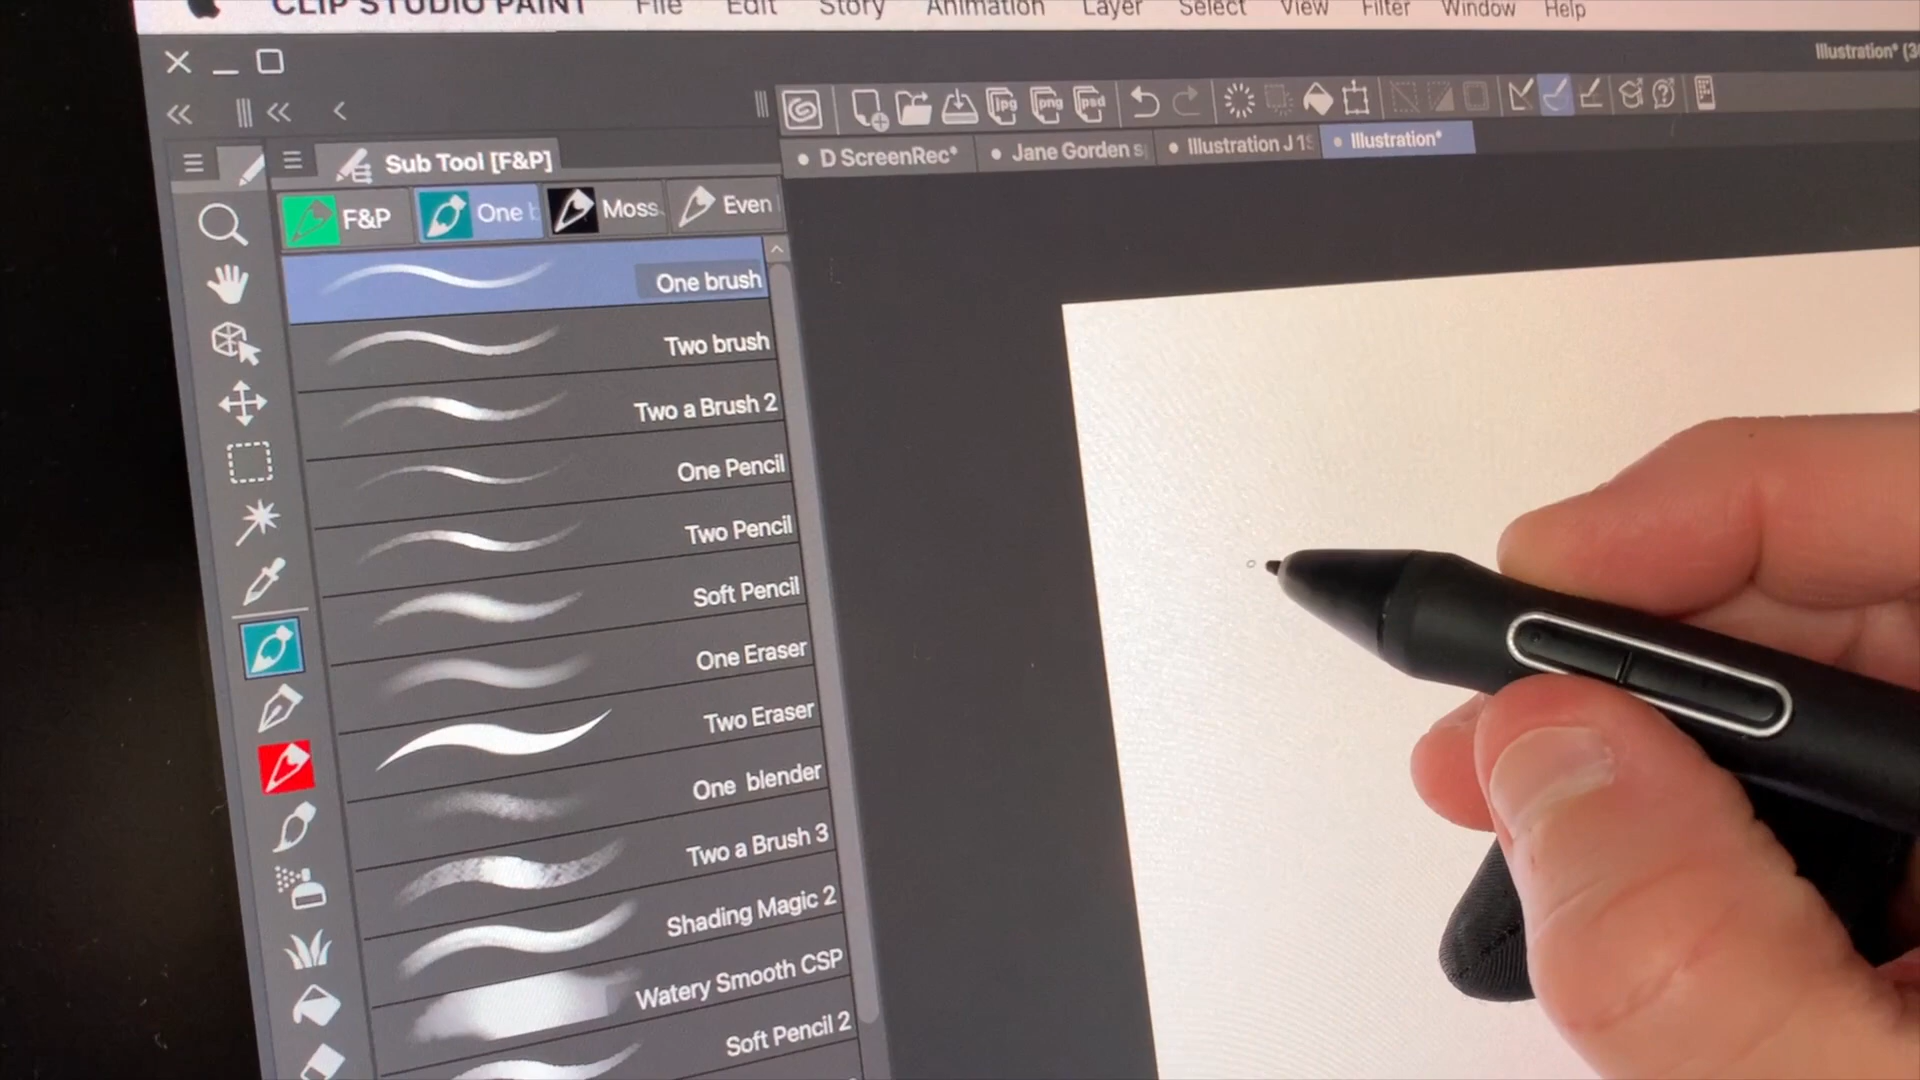 CLIP STUDIO PAINT File Edit Story Animation Layer Select View Filter Window Help
Illustration*
jpg png psd
D ScreenRec* Jane Gorden Illustration J Illustration*
Sub Tool [F&P]
F&P One Moss Even
One brush
Two brush
Two a Brush 2
One Pencil
Two Pencil
Soft Pencil
One Eraser
Two Eraser
One blender
Two a Brush 3
Shading Magic 2
Watery Smooth CSP
Soft Pencil 2